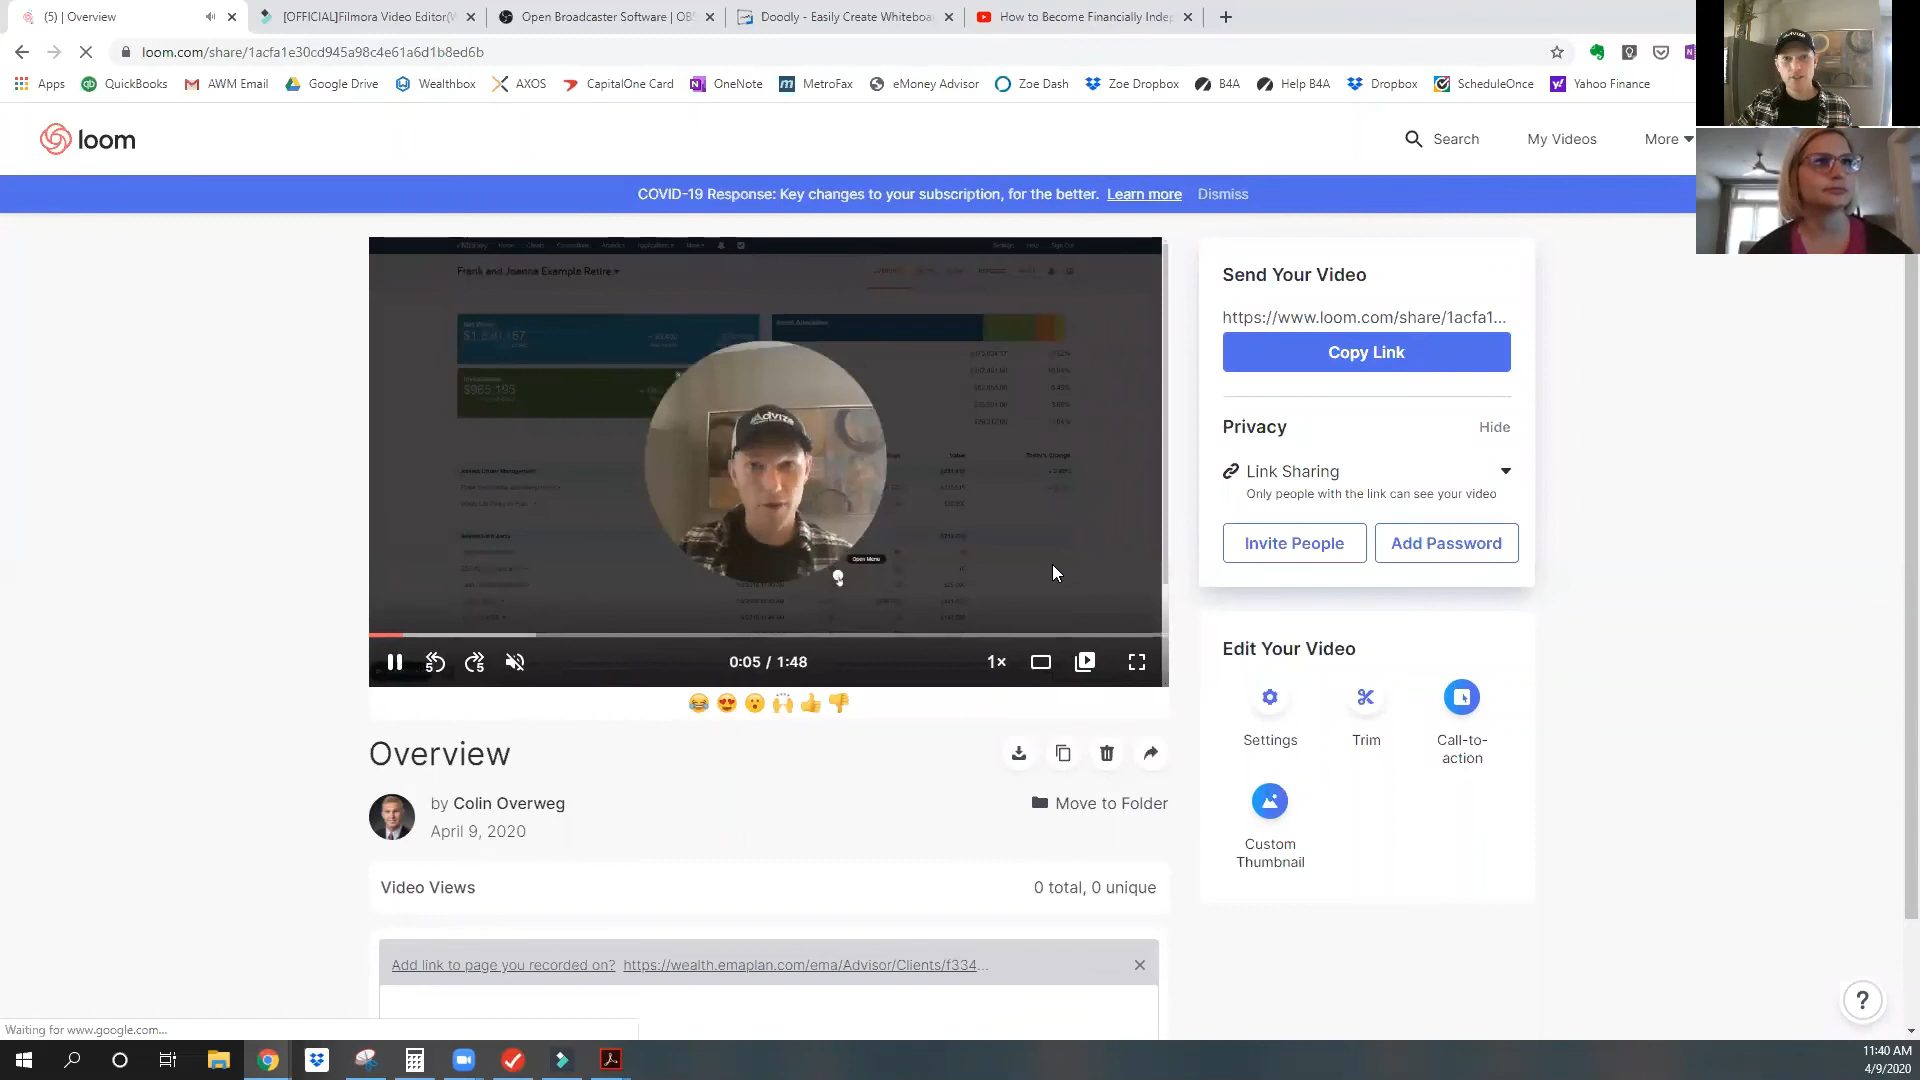 (5) | Overview
[OFFICIAL]Filmora Video Editor(W
Open Broadcaster Software | OBS
Doodly - Easily Create Whiteboa
How to Become Financially Inde
loom.com/share/1acfa1e30cd945a98c4e61a6d1b8ed6b
Apps QuickBooks AWM Email Google Drive Wealthbox AXOS CapitalOne Card OneNote MetroFax eMoney Advisor Zoe Dash Zoe Dropbox B4A Help B4A Dropbox ScheduleOnce Yahoo Finance
loom
Search My Videos More
COVID-19 Response: Key changes to your subscription, for the better. Learn more Dismiss
Frank and Joanna Example Retire
Advize
Open Menu
0:05 / 1:48
1×
Send Your Video
https://www.loom.com/share/1acfa1...
Copy Link
Privacy Hide
Link Sharing
Only people with the link can see your video
Invite People Add Password
Edit Your Video
Settings Trim Call-to-
action
Custom
Thumbnail
Overview
by Colin Overweg
April 9, 2020
Move to Folder
Video Views 0 total, 0 unique
Add link to page you recorded on? https://wealth.emaplan.com/ema/Advisor/Clients/f334...
?
Waiting for www.google.com...
11:40 AM
4/9/2020